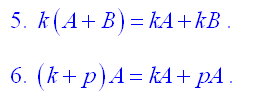 5. k(A + B) = kA + kB .
6. (k + p)A = kA + pA .